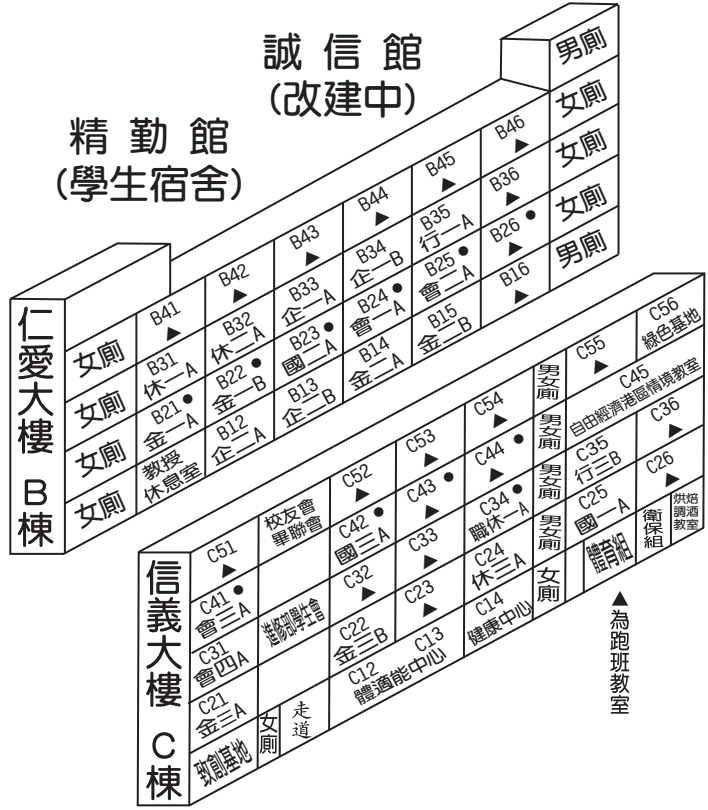 誠信館
(改建中)
精勤館
(學生宿舍)
仁愛大樓 B棟
男廁
女廁
B41
▲
B42
▲
B43
▲
B44
▲
B45
▲
B46
▲
女廁
女廁
B31
休一A
B32
休二A
B33
企一A
B34
企一B
B35
行一A
B36
▲
女廁
女廁
B21 ●
金一A
B22 ●
金一B
B23 ●
國二A
B24 ●
會一A
B25 ●
會二A
B26 ●
▲
女廁
女廁
教授
休息室
B12
企二A
B13
企二B
B14
金二A
B15
金二B
B16
▲
男廁
信義大樓 C棟
C51
▲
校友會
畢聯會
C52
▲
C53
▲
C54
▲
男女廁
C55
▲
C56
綠色基地
C41 ●
會三A
進修部學生會
C42 ●
國三A
C43 ●
▲
C44 ●
▲
男女廁
C45
自由經濟港區情境教室
C31
會四A
C32
▲
C33
▲
C34 ●
職休一A
男女廁
C35
行三B
C36
▲
C21
金三A
C22
金三B
C23
▲
C24
休三A
男女廁
C25
國一A
C26
▲
致創基地
女廁
走道
C12 C13
體適能中心
C14
健康中心
女廁
體育組
衛保組
烘焙
調酒
教室
▲為跑班教室